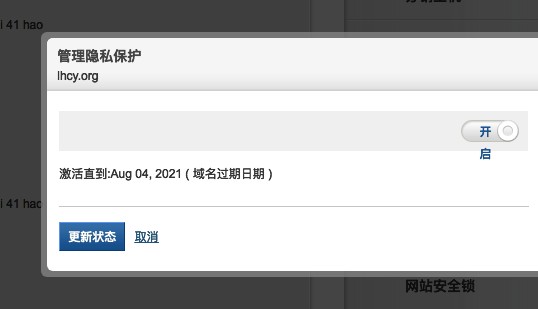 i 41 hao
管理隐私保护
lhcy.org
开
启
激活直到:Aug 04, 2021 ( 域名过期日期 )
i 41 hao
更新状态 取消
网站安全锁